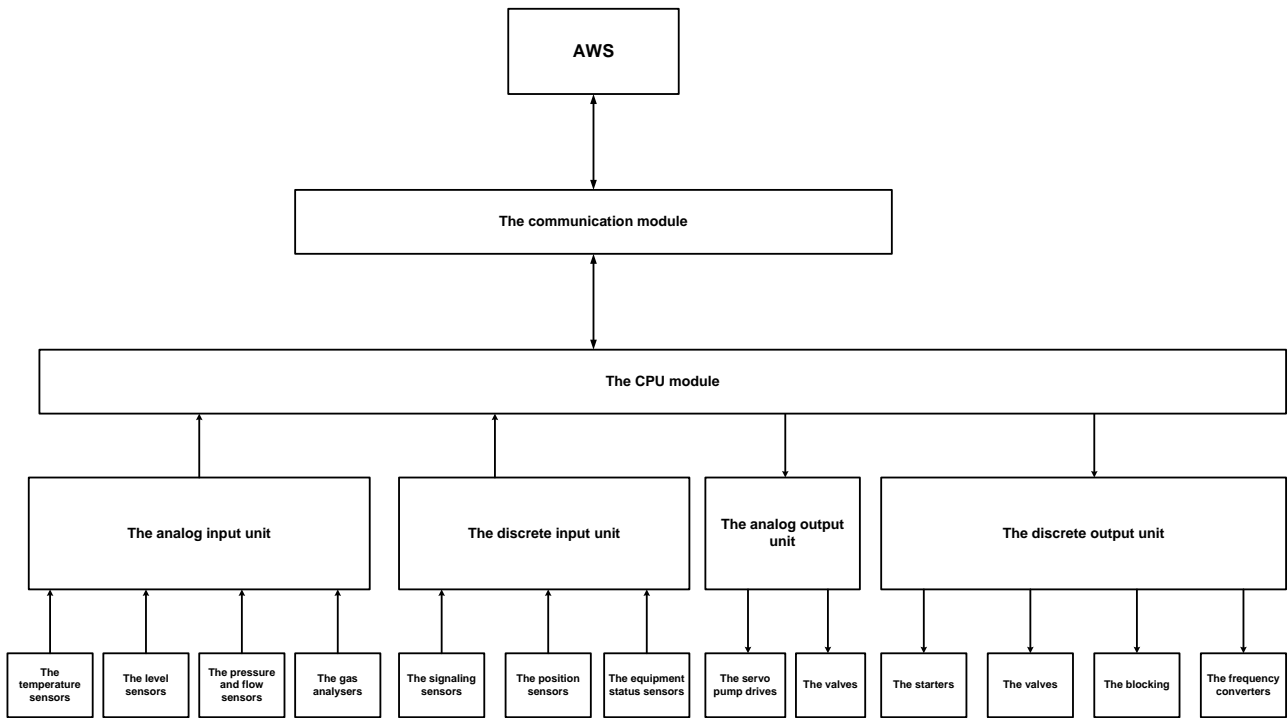 AWS
The communication module
The CPU module
The analog input unit
The discrete input unit
The analog output
unit
The discrete output unit
The
temperature
sensors
The level
sensors
The pressure
and flow
sensors
The gas
analysers
The signaling
sensors
The position
sensors
The equipment
status sensors
The servo
pump drives
The valves
The starters
The valves
The blocking
The frequency
converters